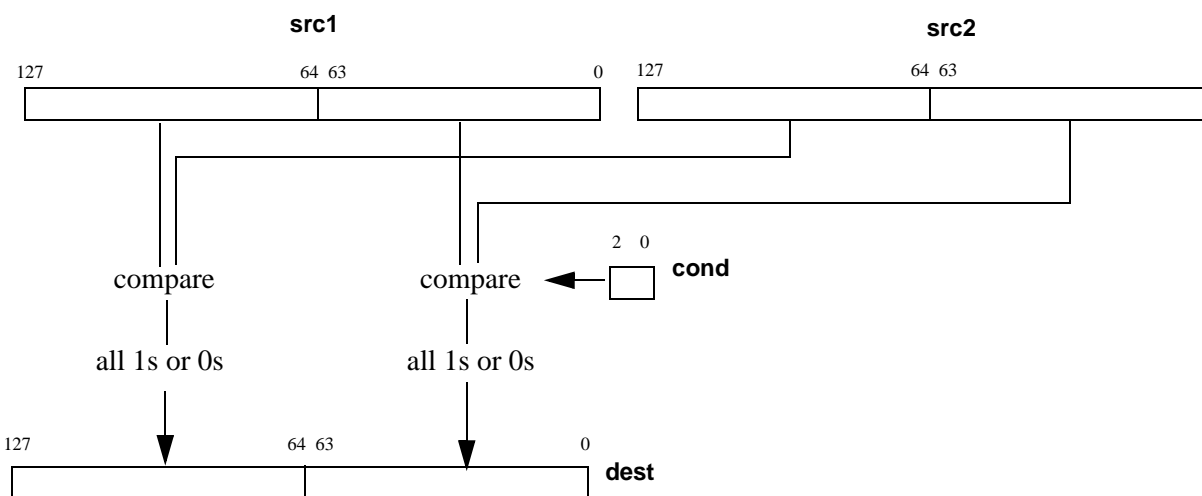 src1
src2
127 64 63 0
127 64 63
2 0
cond
compare
compare
all 1s or 0s
all 1s or 0s
127 64 63 0
dest